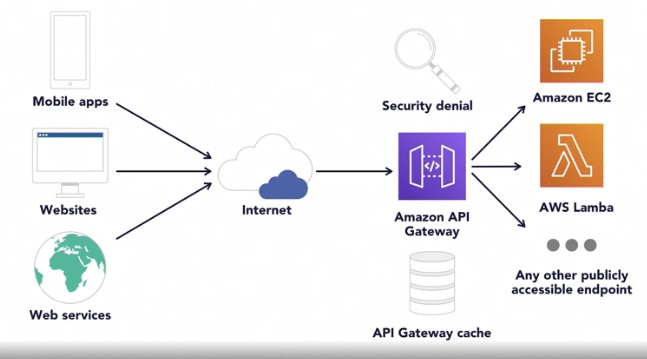 Mobile apps
Websites
Web services
Internet
Security denial
Amazon API
Gateway
API Gateway cache
Amazon EC2
AWS Lamba
Any other publicly
accessible endpoint